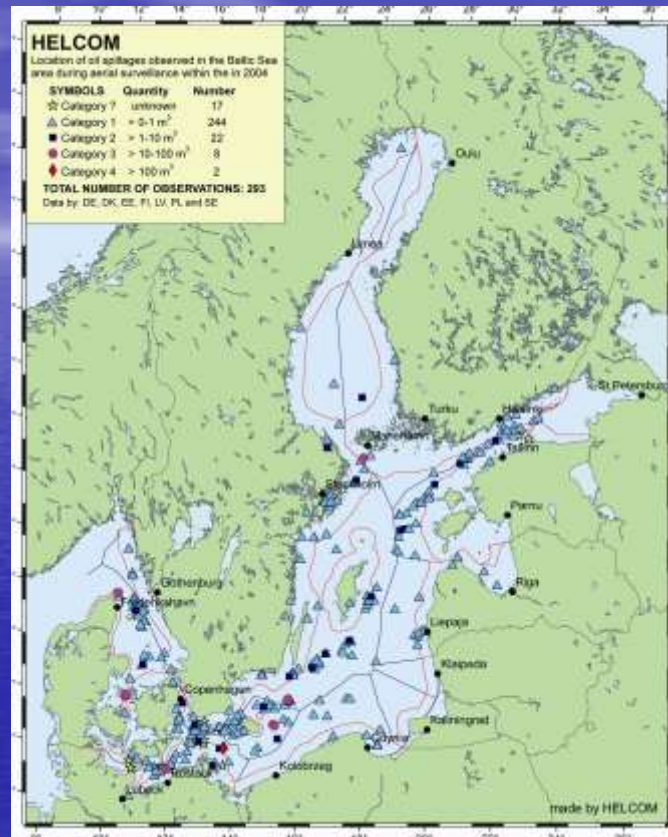 HELCOM
Location of oil spillages observed in the Baltic Sea
area during aerial surveillance within the in 2004
SYMBOLS Quantity Number
Category ? unknown 17
Category 1 = 0-1 m³ 244
Category 2 > 1-10 m³ 22
Category 3 > 10-100 m³ 8
Category 4 > 100 m³ 2
TOTAL NUMBER OF OBSERVATIONS: 293
Data by: DE, DK, EE, FI, LV, PL and SE
Oulu
Umea
St.Petersburg
Turku
Helsinki
Mariehamn
Tallinn
Stockholm
Pärnu
Gothenburg
Riga
Frederikshavn
Liepaja
Klaipeda
Copenhagen
Kaliningrad
Gdynia
Rostock
Kolobrzeg
Lubeck
made by HELCOM